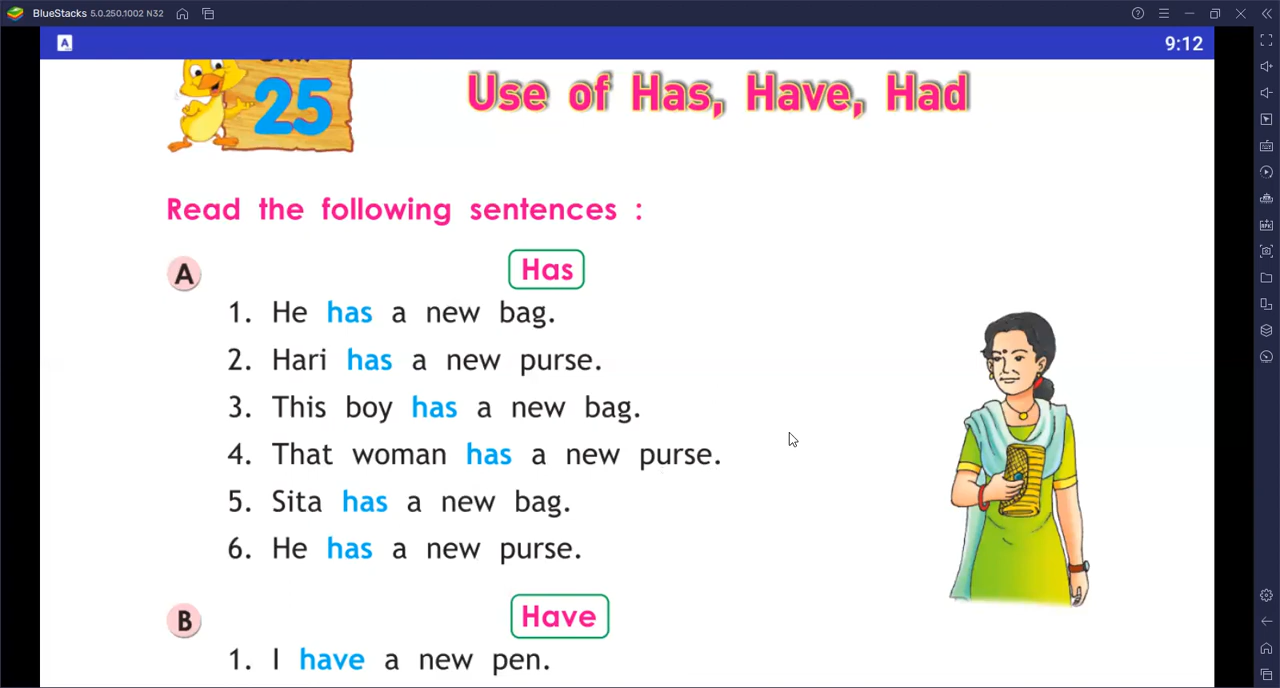 BlueStacks 5.0.250.1002 N32
A
9:12
25
Use of Has, Have, Had
Read the following sentences :
A
Has
1. He has a new bag.
2. Hari has a new purse.
3. This boy has a new bag.
4. That woman has a new purse.
5. Sita has a new bag.
6. He has a new purse.
B
Have
1. I have a new pen.